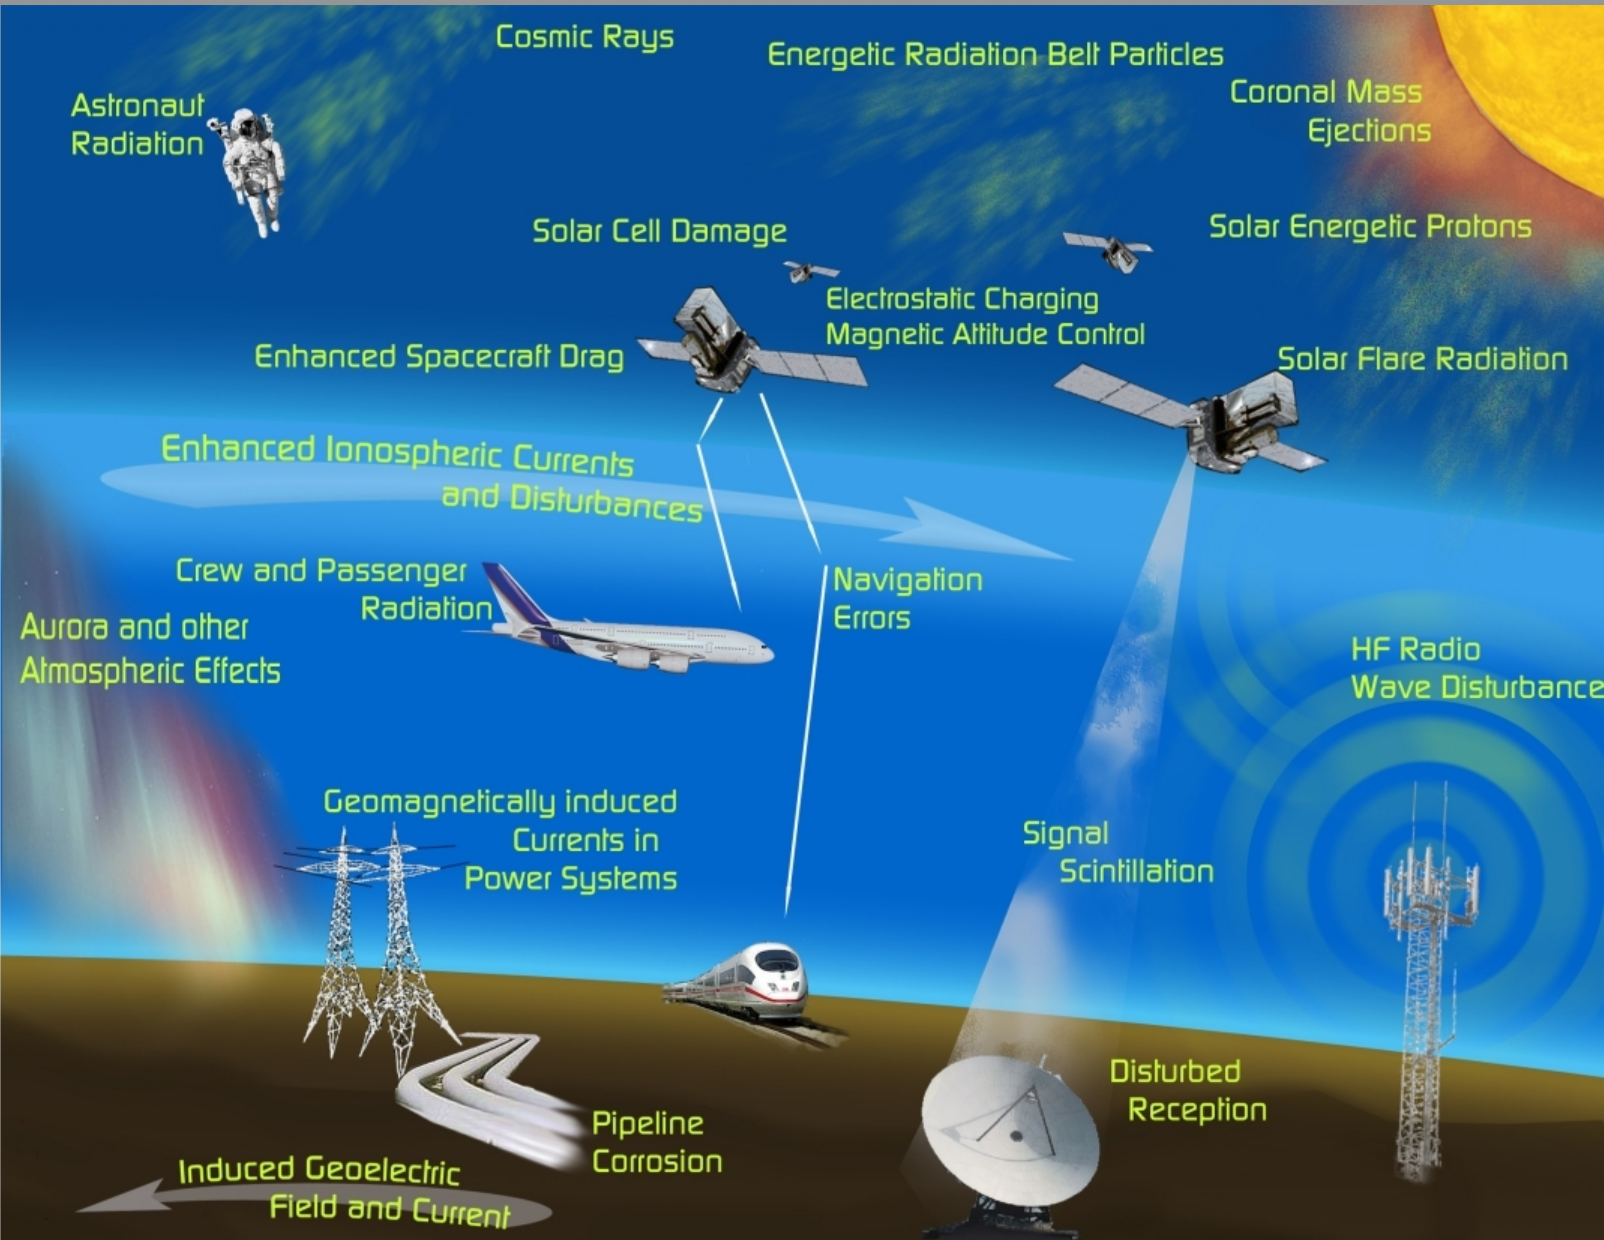 Cosmic Rays
Energetic Radiation Belt Particles
Coronal Mass
Ejections
Astronaut
Radiation
Solar Cell Damage
Solar Energetic Protons
Electrostatic Charging
Magnetic Attitude Control
Enhanced Spacecraft Drag
Solar Flare Radiation
Enhanced Ionospheric Currents
and Disturbances
Crew and Passenger
Radiation
Navigation
Errors
Aurora and other
Atmospheric Effects
HF Radio
Wave Disturbance
Geomagnetically induced
Currents in
Power Systems
Signal
Scintillation
Disturbed
Reception
Pipeline
Corrosion
Induced Geoelectric
Field and Current